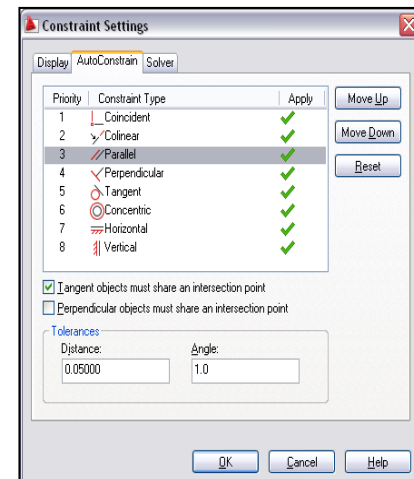 Constraint Settings
Display AutoConstrain Solver
Priority Constraint Type Apply
1 Coincident
2 Colinear
3 Parallel
4 Perpendicular
5 Tangent
6 Concentric
7 Horizontal
8 Vertical
Move Up
Move Down
Reset
Tangent objects must share an intersection point
Perpendicular objects must share an intersection point
Tolerances
Distance: Angle:
0.05000 1.0
OK Cancel Help